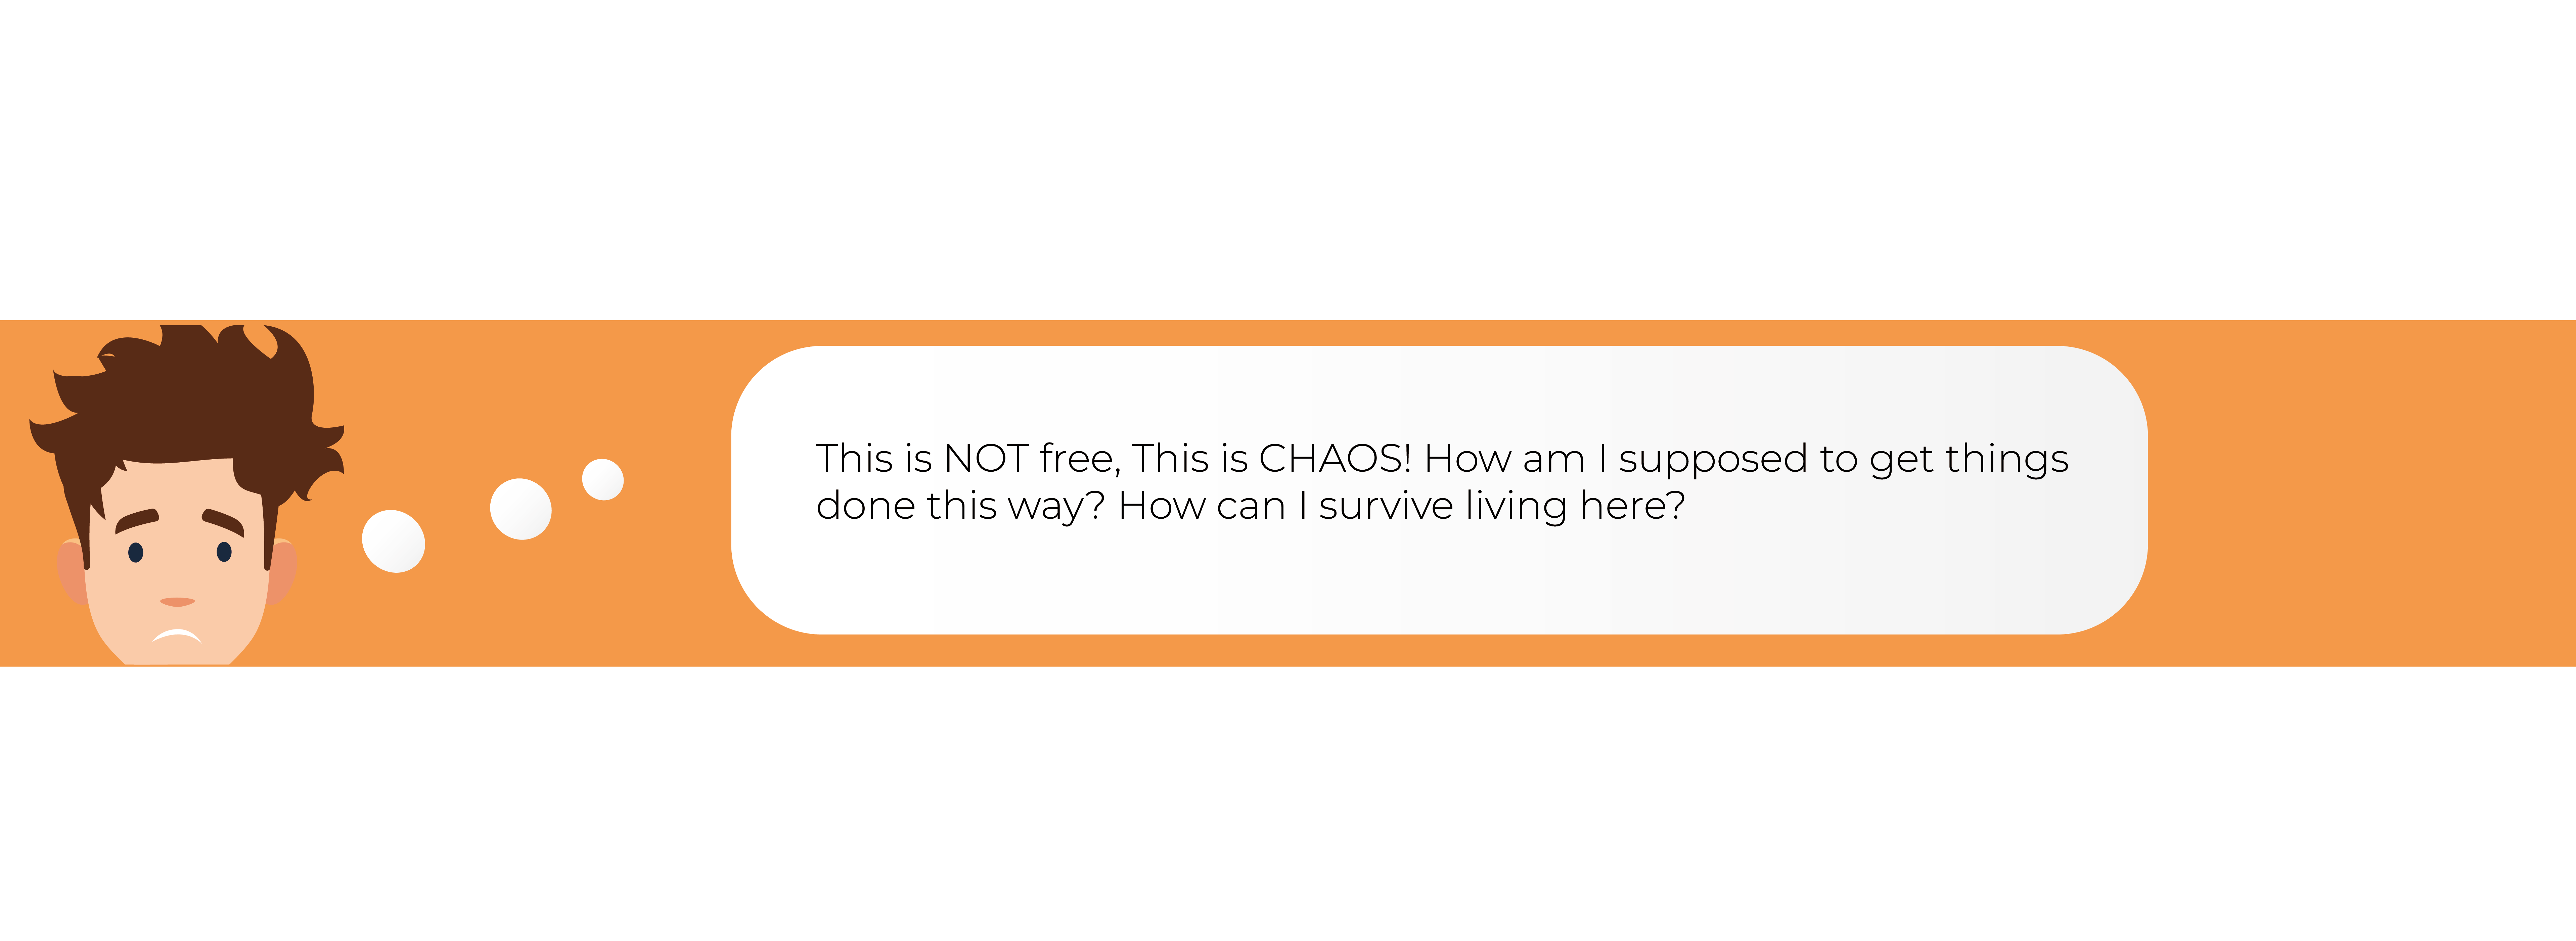 This is NOT free, This is CHAOS! How am I supposed to get things
done this way? How can I survive living here?